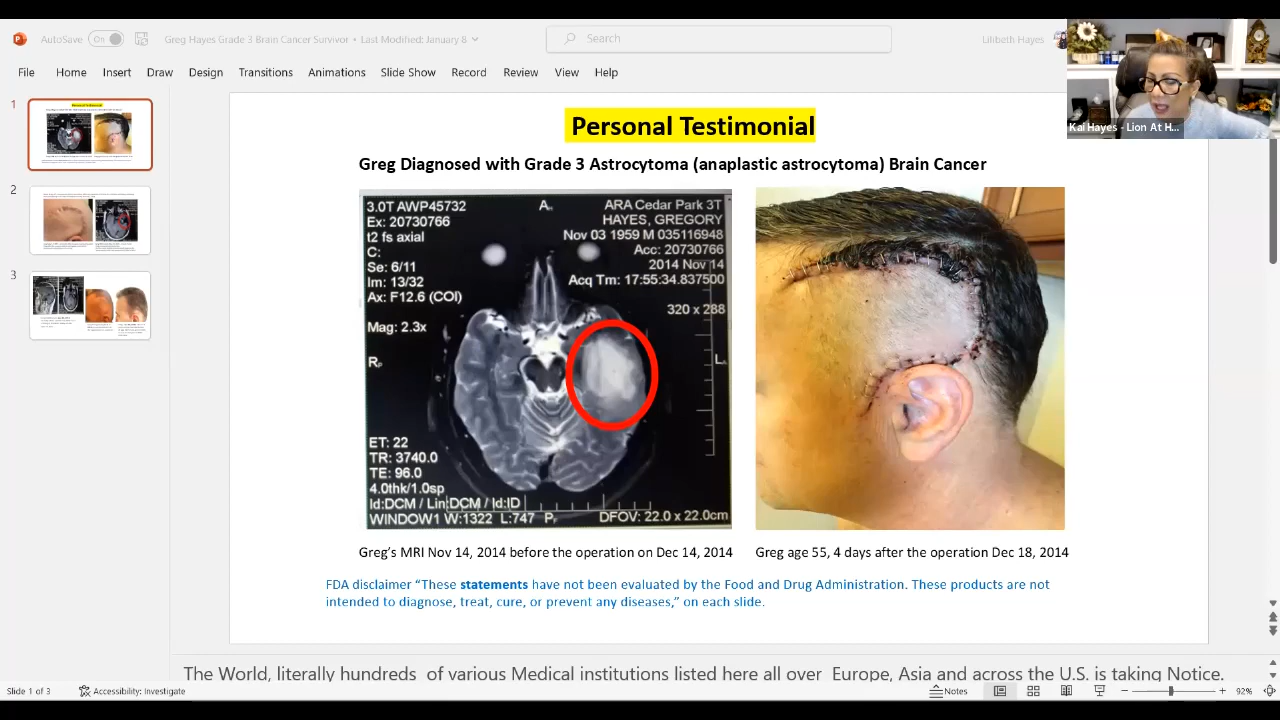 AutoSave On Greg Hayes Grade 3 Brain Cancer Survivor • Last Modified: January 8 Search Lilibeth Hayes
File Home Insert Draw Design Transitions Animations Slide Show Record Review View Help
Kai Hayes - Lion At H...
1
2
3
Personal Testimonial
Greg Diagnosed with Grade 3 Astrocytoma (anaplastic astrocytoma) Brain Cancer
3.0T AWP45732
Ex: 20730766
t2 fs axial
C:
Se: 6/11
Im: 13/32
Ax: F12.6 (COI)
Mag: 2.3x
R
ET: 22
TR: 3740.0
TE: 96.0
4.0thk/1.0sp
Id:DCM / Lin:DCM / Id:ID
WINDOW1 W:1322 L:747 P
A
ARA Cedar Park 3T
HAYES, GREGORY
Nov 03 1959 M 035116948
Acc: 20730766
2014 Nov 14
Acq Tm: 17:55:34.837500
320 x 288
L
DFOV: 22.0 x 22.0cm
Greg's MRI Nov 14, 2014 before the operation on Dec 14, 2014
Greg age 55, 4 days after the operation Dec 18, 2014
FDA disclaimer “These statements have not been evaluated by the Food and Drug Administration. These products are not
intended to diagnose, treat, cure, or prevent any diseases,” on each slide.
The World, literally hundreds of various Medical institutions listed here all over Europe, Asia and across the U.S. is taking Notice.
Slide 1 of 3 Accessibility: Investigate Notes 92%